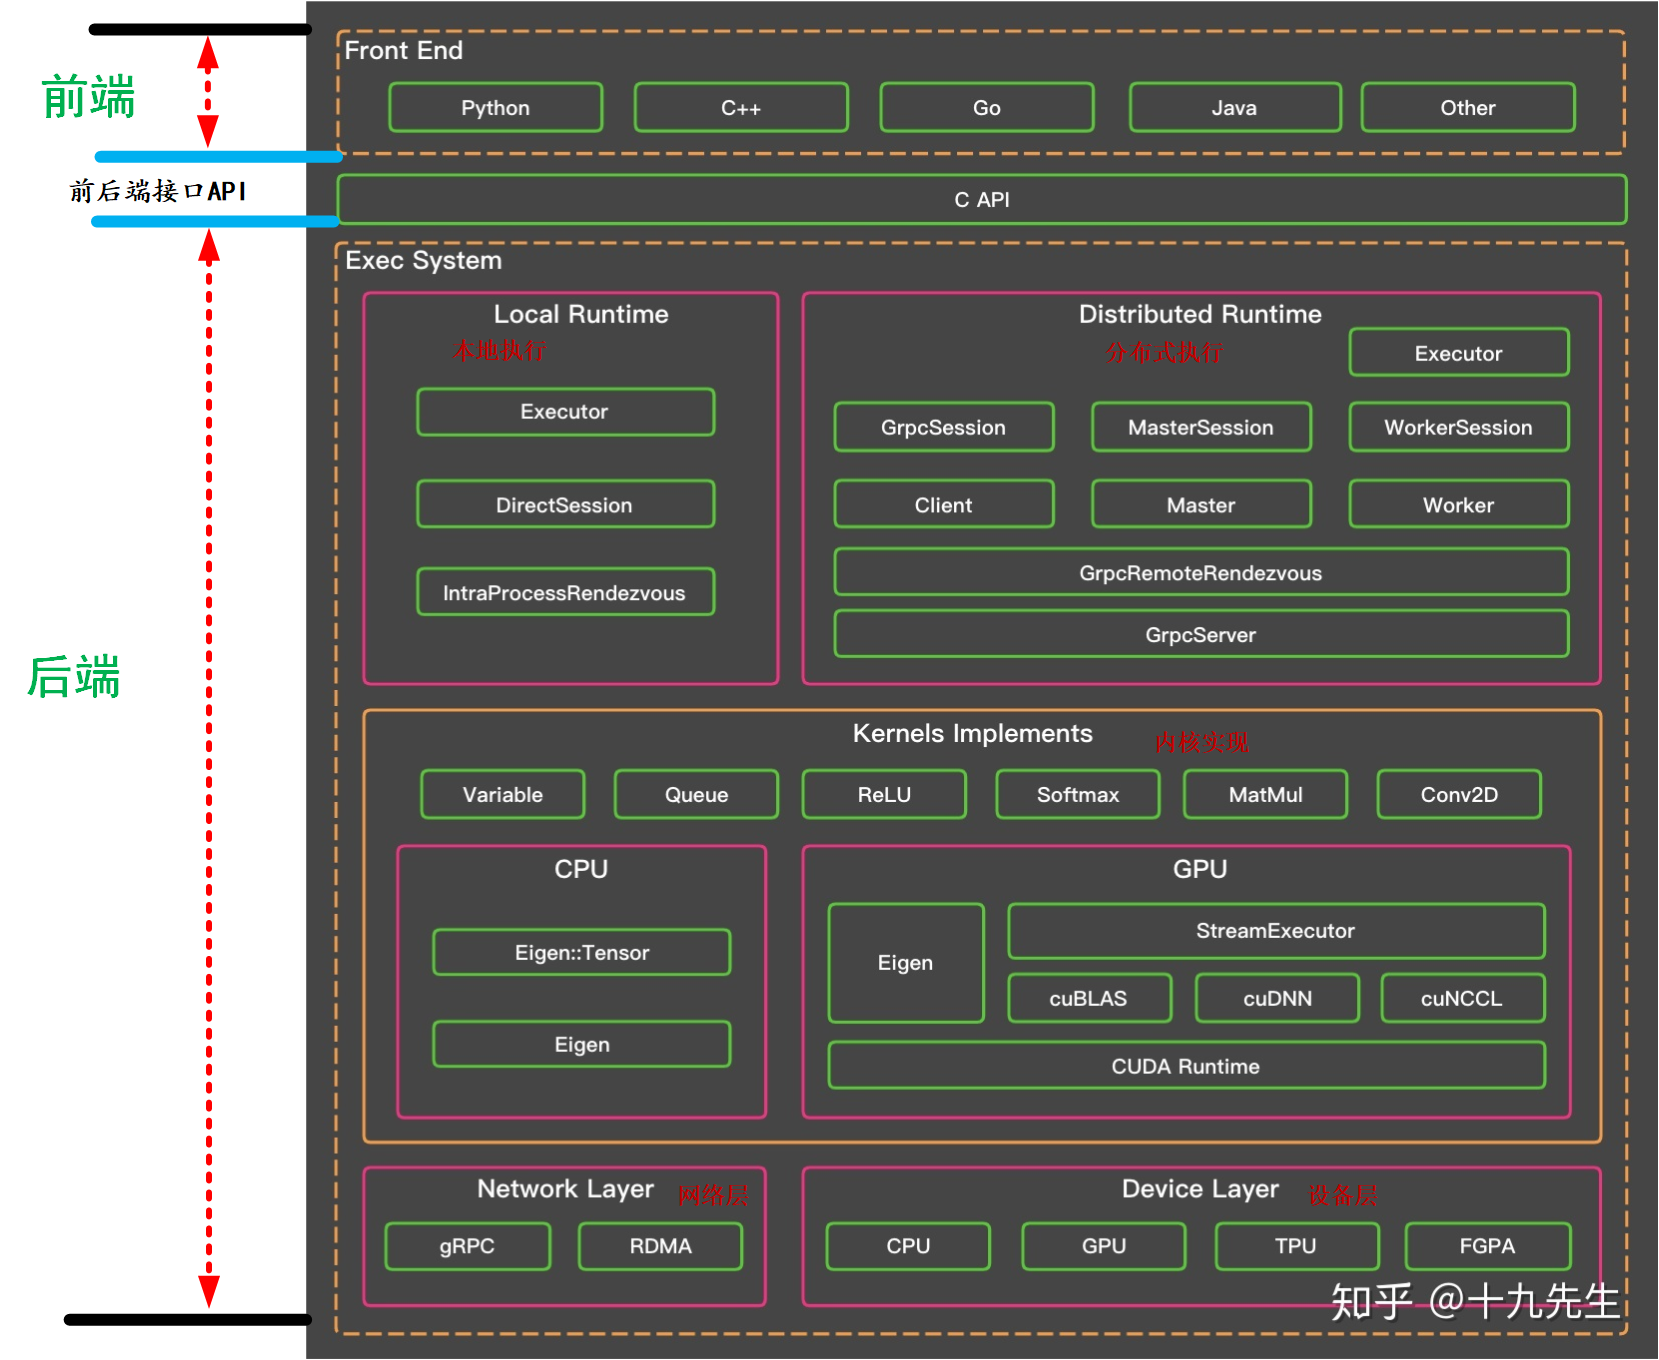 前端
前后端接口API
后端
Front End
Python
C++
Go
Java
Other
C API
Exec System
Local Runtime
本地执行
Executor
DirectSession
IntraProcessRendezvous
Distributed Runtime
分布式执行
Executor
GrpcSession
MasterSession
WorkerSession
Client
Master
Worker
GrpcRemoteRendezvous
GrpcServer
Kernels Implements
内核实现
Variable
Queue
ReLU
Softmax
MatMul
Conv2D
CPU
Eigen::Tensor
Eigen
GPU
Eigen
StreamExecutor
cuBLAS
cuDNN
cuNCCL
CUDA Runtime
Network Layer
网络层
gRPC
RDMA
Device Layer
设备层
CPU
GPU
TPU
FGPA
知乎 @十九先生